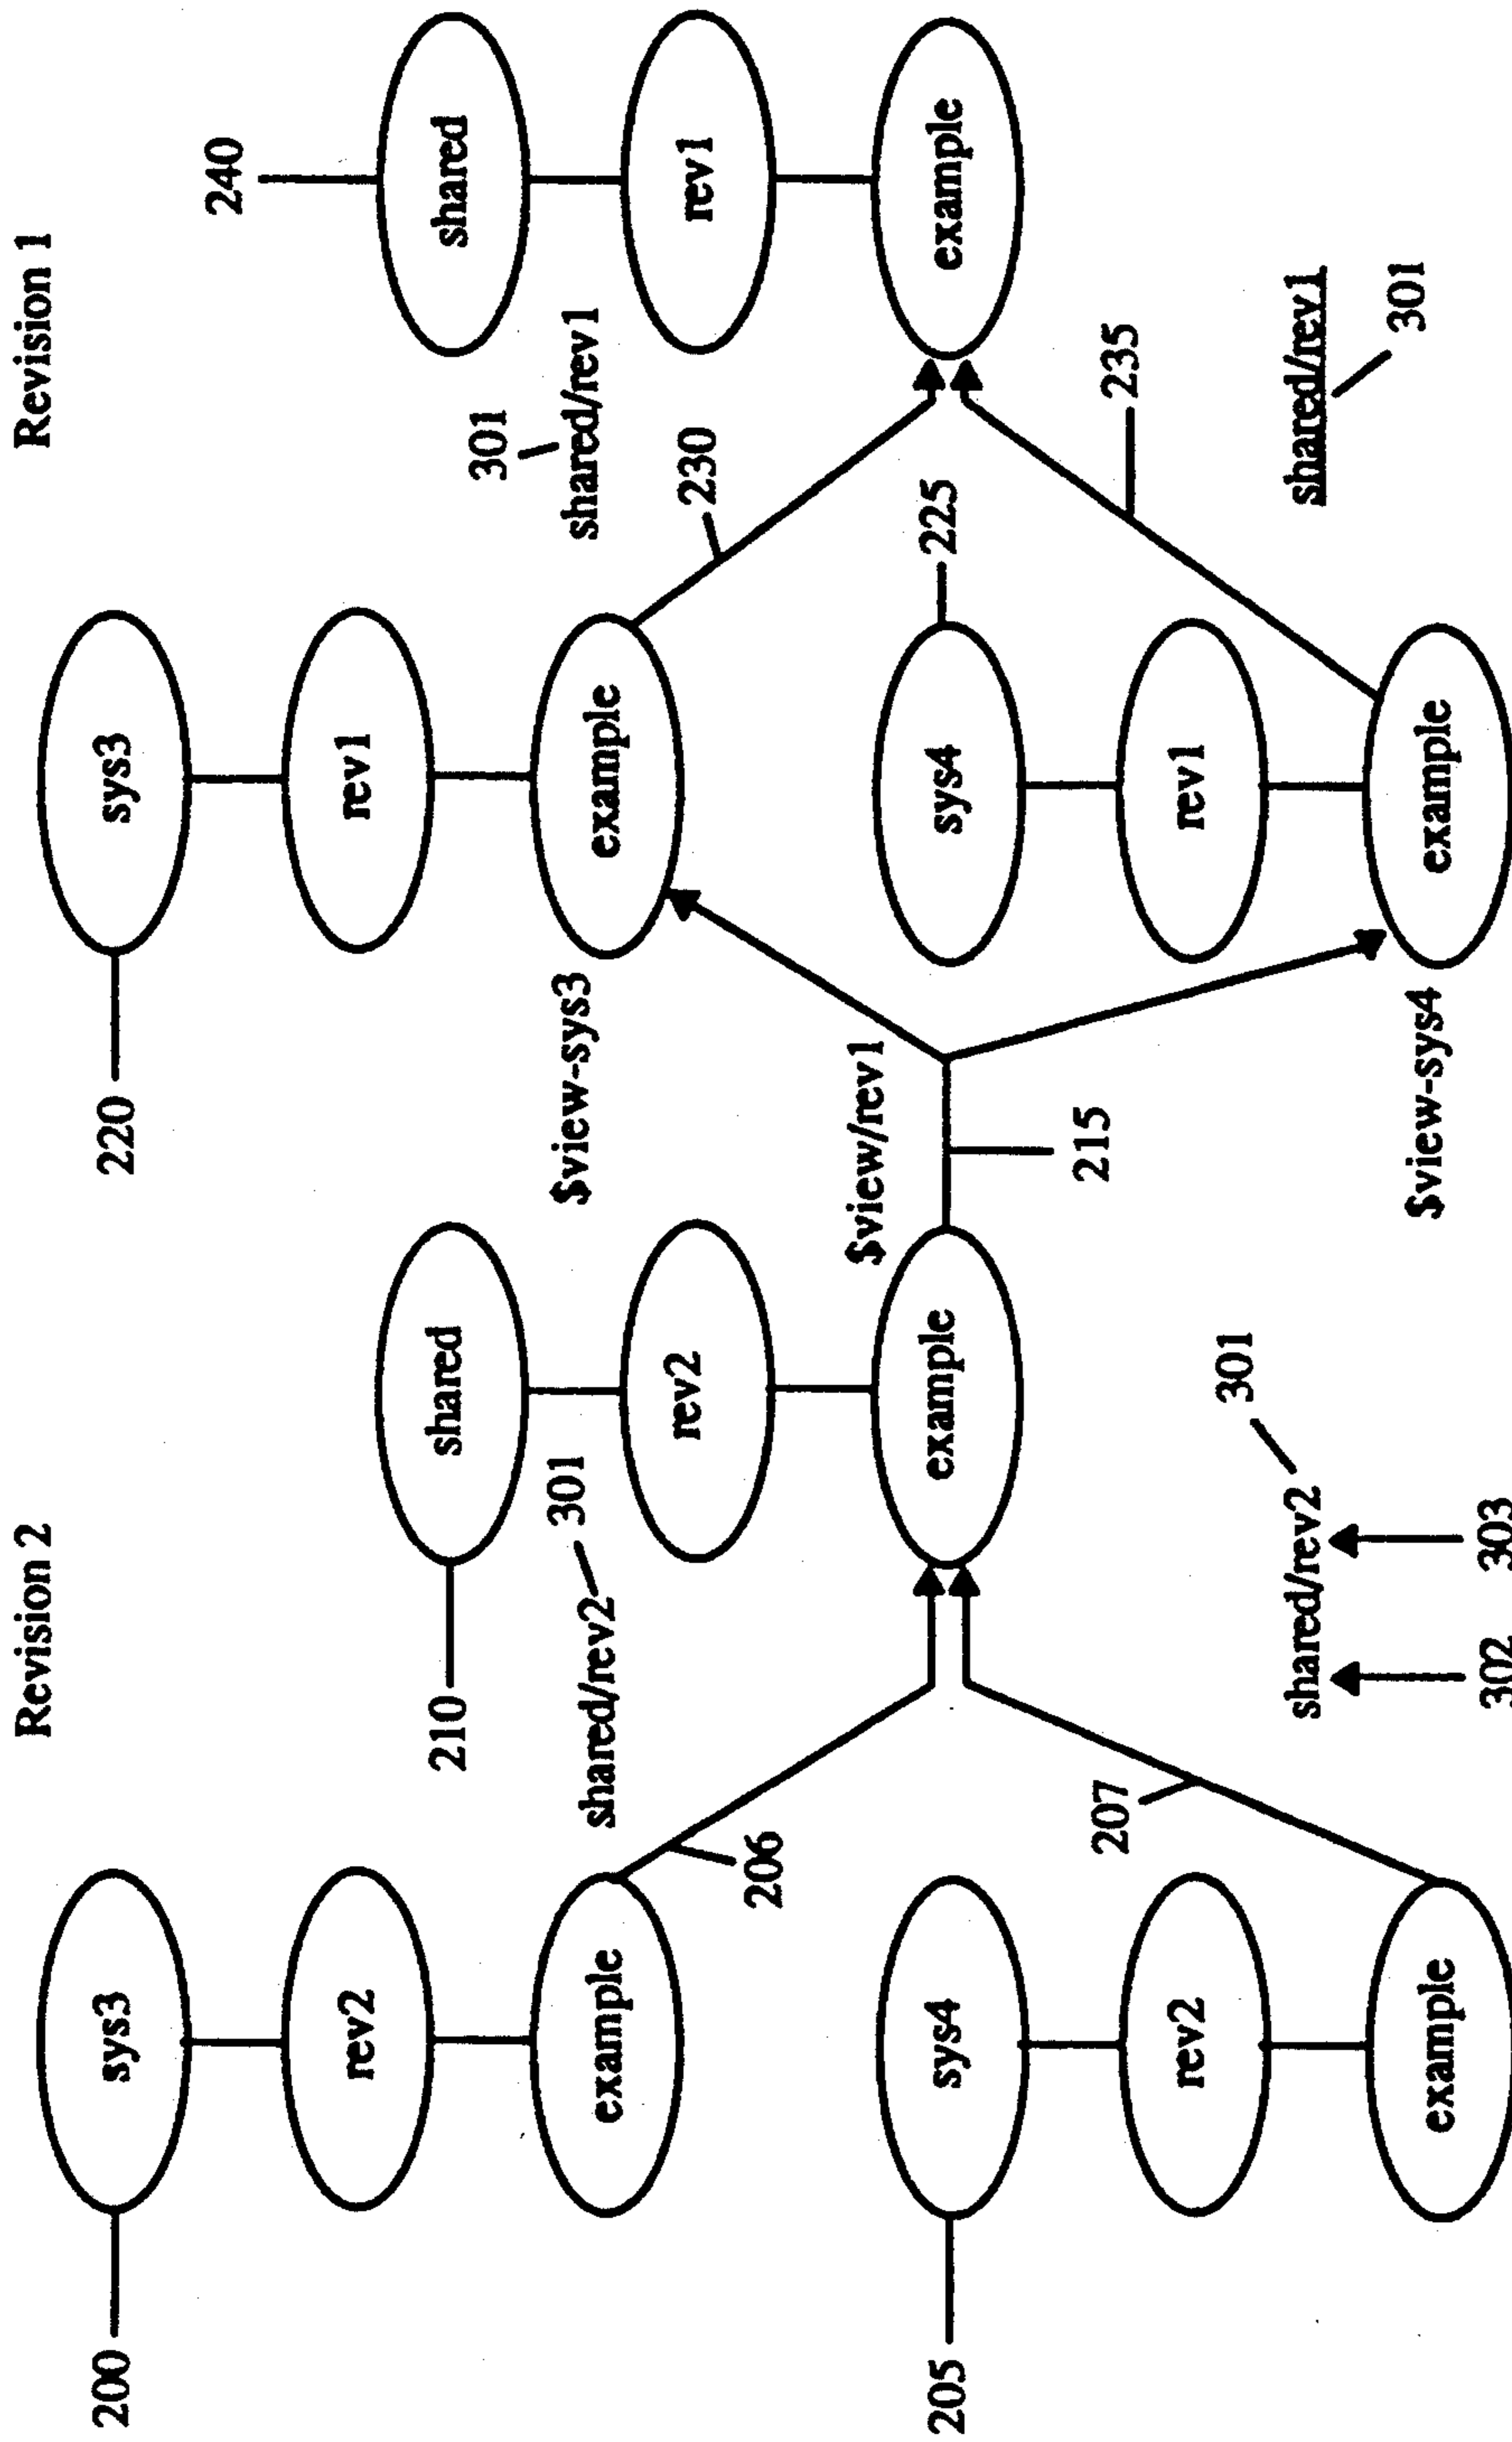 Revision 2
Revision 1
200
sys3
rev2
example
206
205
sys4
rev2
example
207
210
shared
rev2
example
shared/rev2
301
shared/rev2
301
302
303
$view/rev1
215
220
sys3
rev1
example
$view-sys3
225
sys4
rev1
example
$view-sys4
230
235
301
shared/rev1
240
shared
rev1
example
shared/rev1
301